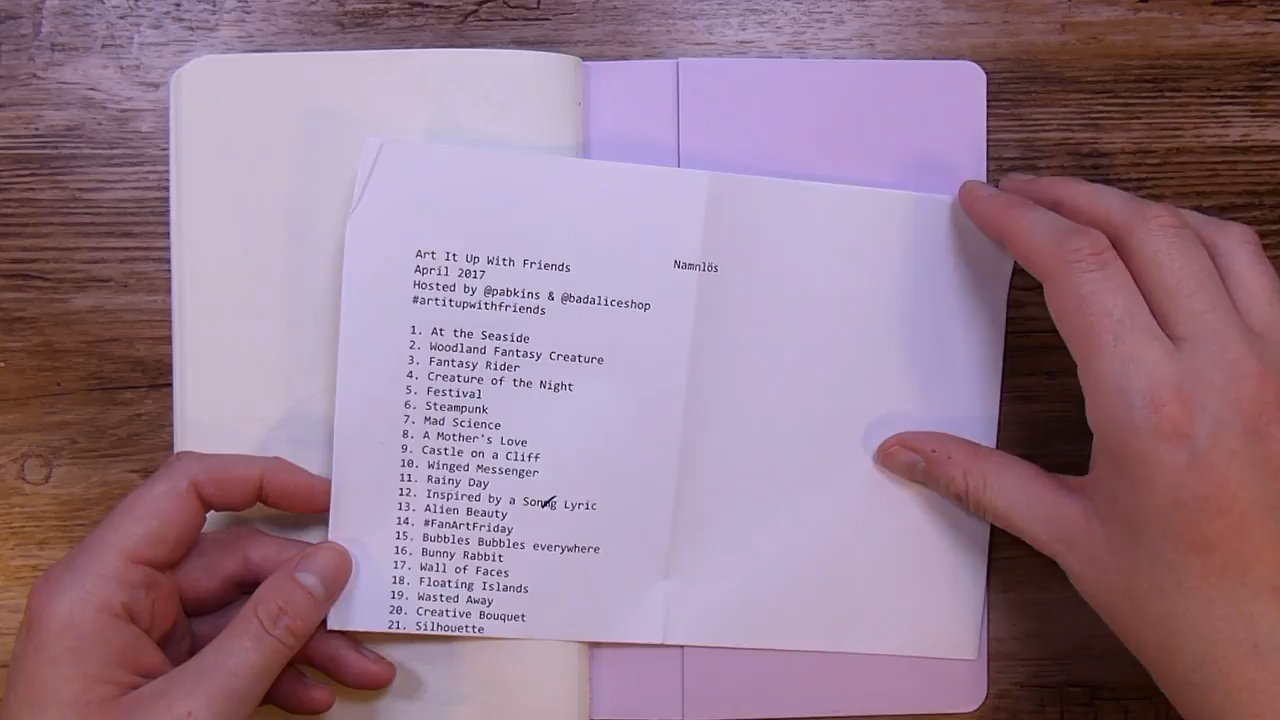 Art It Up With Friends
April 2017
Hosted by @pabkins & @badaliceshop
#artitupwithfriends
1. At the Seaside
2. Woodland Fantasy Creature
3. Fantasy Rider
4. Creature of the Night
5. Festival
6. Steampunk
7. Mad Science
8. A Mother's Love
9. Castle on a Cliff
10. Winged Messenger
11. Rainy Day
12. Inspired by a Song Lyric
13. Alien Beauty
14. #FanArtFriday
15. Bubbles Bubbles everywhere
16. Bunny Rabbit
17. Wall of Faces
18. Floating Islands
19. Wasted Away
20. Creative Bouquet
21. Silhouette
Namnlös